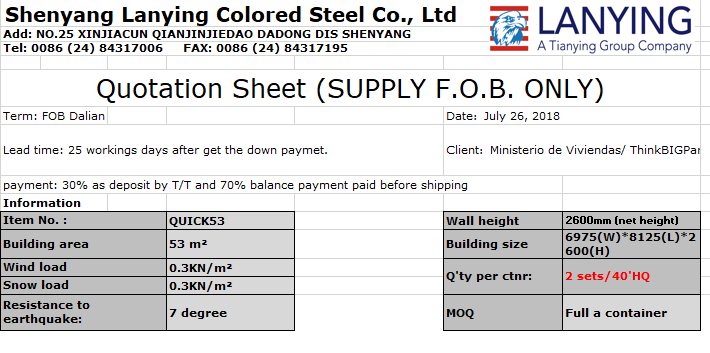 Shenyang Lanying Colored Steel Co., Ltd
LANYING
Add: NO.25 XINJIACUN QIANJINJIEDAO DADONG DIS SHENYANG
A Tianying Group Company
Tel: 0086 (24) 84317006 FAX: 0086 (24) 84317195
Quotation Sheet (SUPPLY F.O.B. ONLY)
Term: FOB Dalian Date: July 26, 2018
Lead time: 25 workings days after get the down paymet. Client: Ministerio de Viviendas/ ThinkBIGPar
payment: 30% as deposit by T/T and 70% balance payment paid before shipping
Information
Item No. : QUICK53 Wall height 2600mm (net height)
Building area 53 m² Building size 6975(W)*8125(L)*2
600(H)
Wind load 0.3KN/m² Q'ty per ctnr: 2 sets/40'HQ
Snow load 0.3KN/m²
Resistance to
earthquake: 7 degree MOQ Full a container